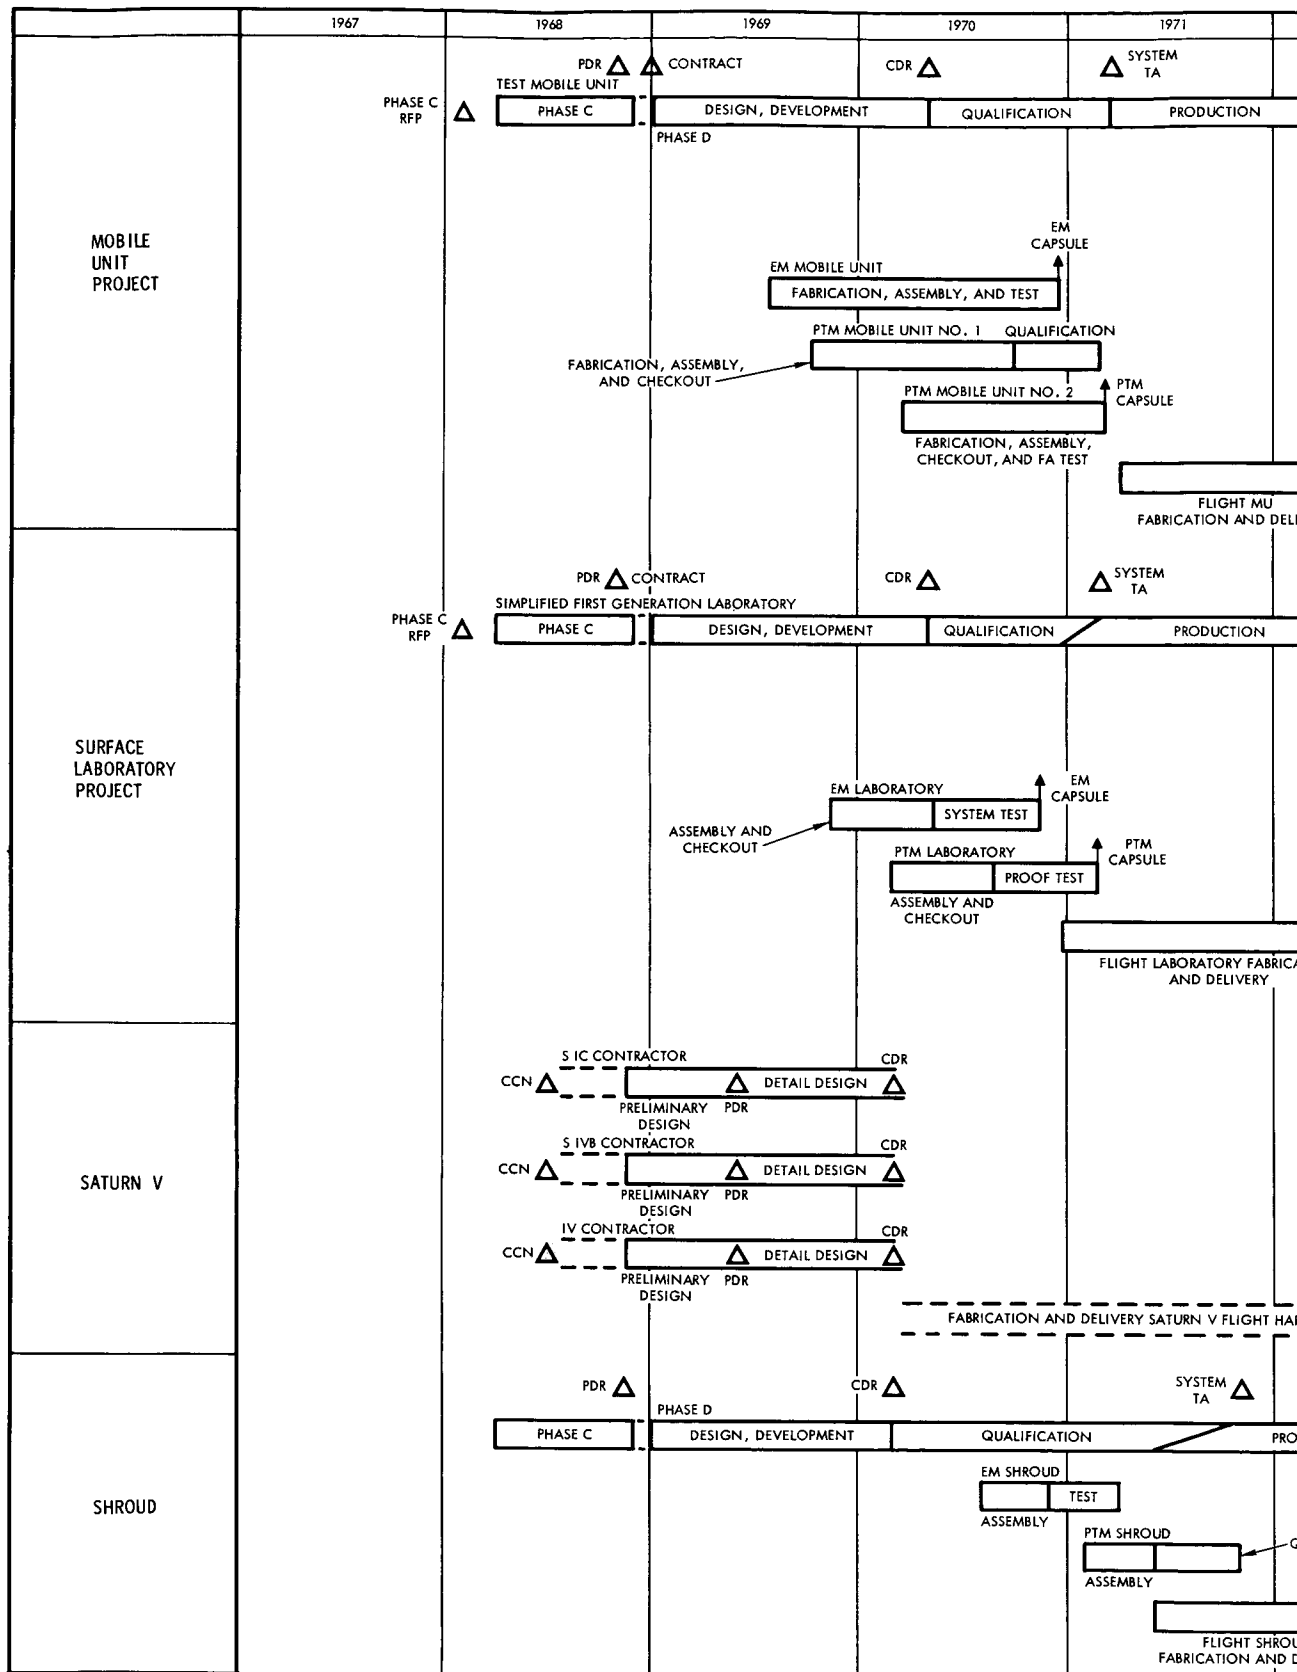 1967 1968 1969 1970 1971
MOBILE
UNIT
PROJECT
PDR CONTRACT CDR SYSTEM
TA
TEST MOBILE UNIT
PHASE C
RFP
PHASE C DESIGN, DEVELOPMENT QUALIFICATION PRODUCTION
PHASE D
EM
CAPSULE
EM MOBILE UNIT
FABRICATION, ASSEMBLY, AND TEST
PTM MOBILE UNIT NO. 1 QUALIFICATION
FABRICATION, ASSEMBLY,
AND CHECKOUT
PTM
CAPSULE
PTM MOBILE UNIT NO. 2
FABRICATION, ASSEMBLY,
CHECKOUT, AND FA TEST
FLIGHT MU
FABRICATION AND DELI
SURFACE
LABORATORY
PROJECT
PDR CONTRACT CDR SYSTEM
TA
SIMPLIFIED FIRST GENERATION LABORATORY
PHASE C
RFP
PHASE C DESIGN, DEVELOPMENT QUALIFICATION PRODUCTION
EM
CAPSULE
EM LABORATORY
SYSTEM TEST
ASSEMBLY AND
CHECKOUT
PTM
CAPSULE
PTM LABORATORY
PROOF TEST
ASSEMBLY AND
CHECKOUT
FLIGHT LABORATORY FABRICA
AND DELIVERY
SATURN V
S IC CONTRACTOR CDR
CCN DETAIL DESIGN
PRELIMINARY PDR
DESIGN
S IVB CONTRACTOR CDR
CCN DETAIL DESIGN
PRELIMINARY PDR
DESIGN
IV CONTRACTOR CDR
CCN DETAIL DESIGN
PRELIMINARY PDR
DESIGN
FABRICATION AND DELIVERY SATURN V FLIGHT HAR
SHROUD
PDR CDR SYSTEM
TA
PHASE D
PHASE C DESIGN, DEVELOPMENT QUALIFICATION PRO
EM SHROUD
TEST
ASSEMBLY
PTM SHROUD
Q
ASSEMBLY
FLIGHT SHROU
FABRICATION AND D